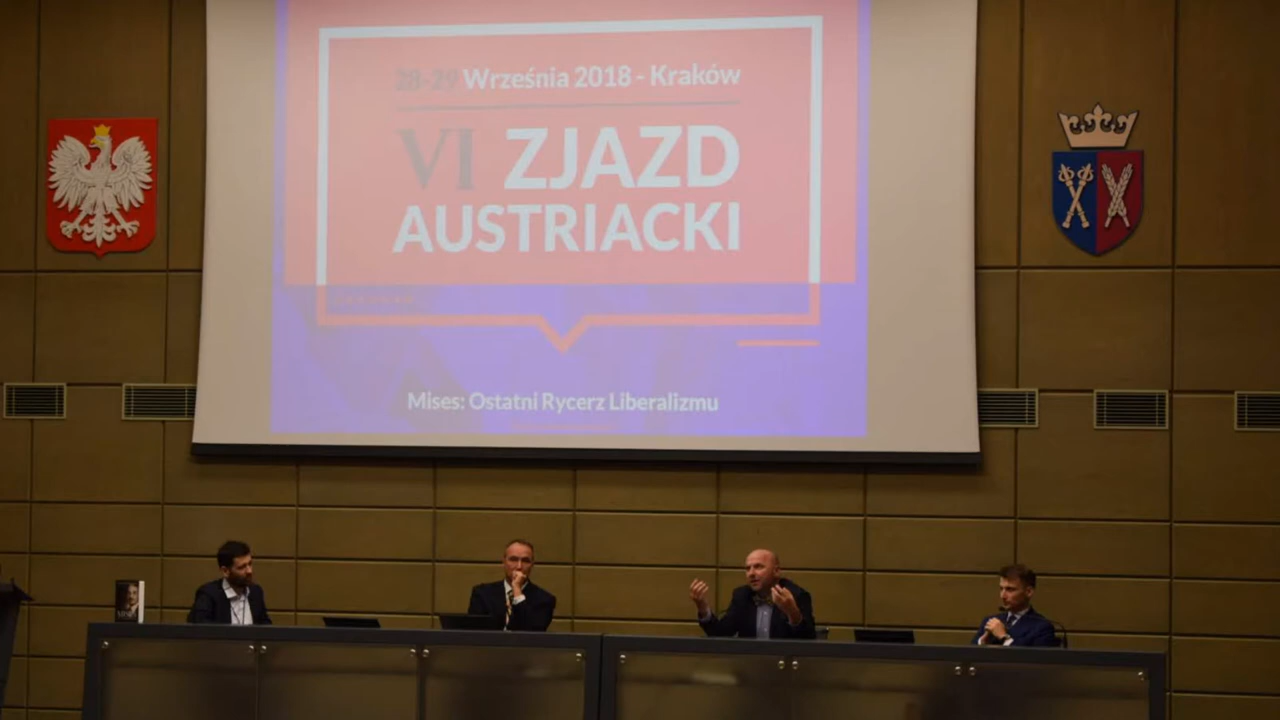 28-29 Września 2018 - Kraków
VI ZJAZD
AUSTRIACKI
Mises: Ostatni Rycerz Liberalizmu